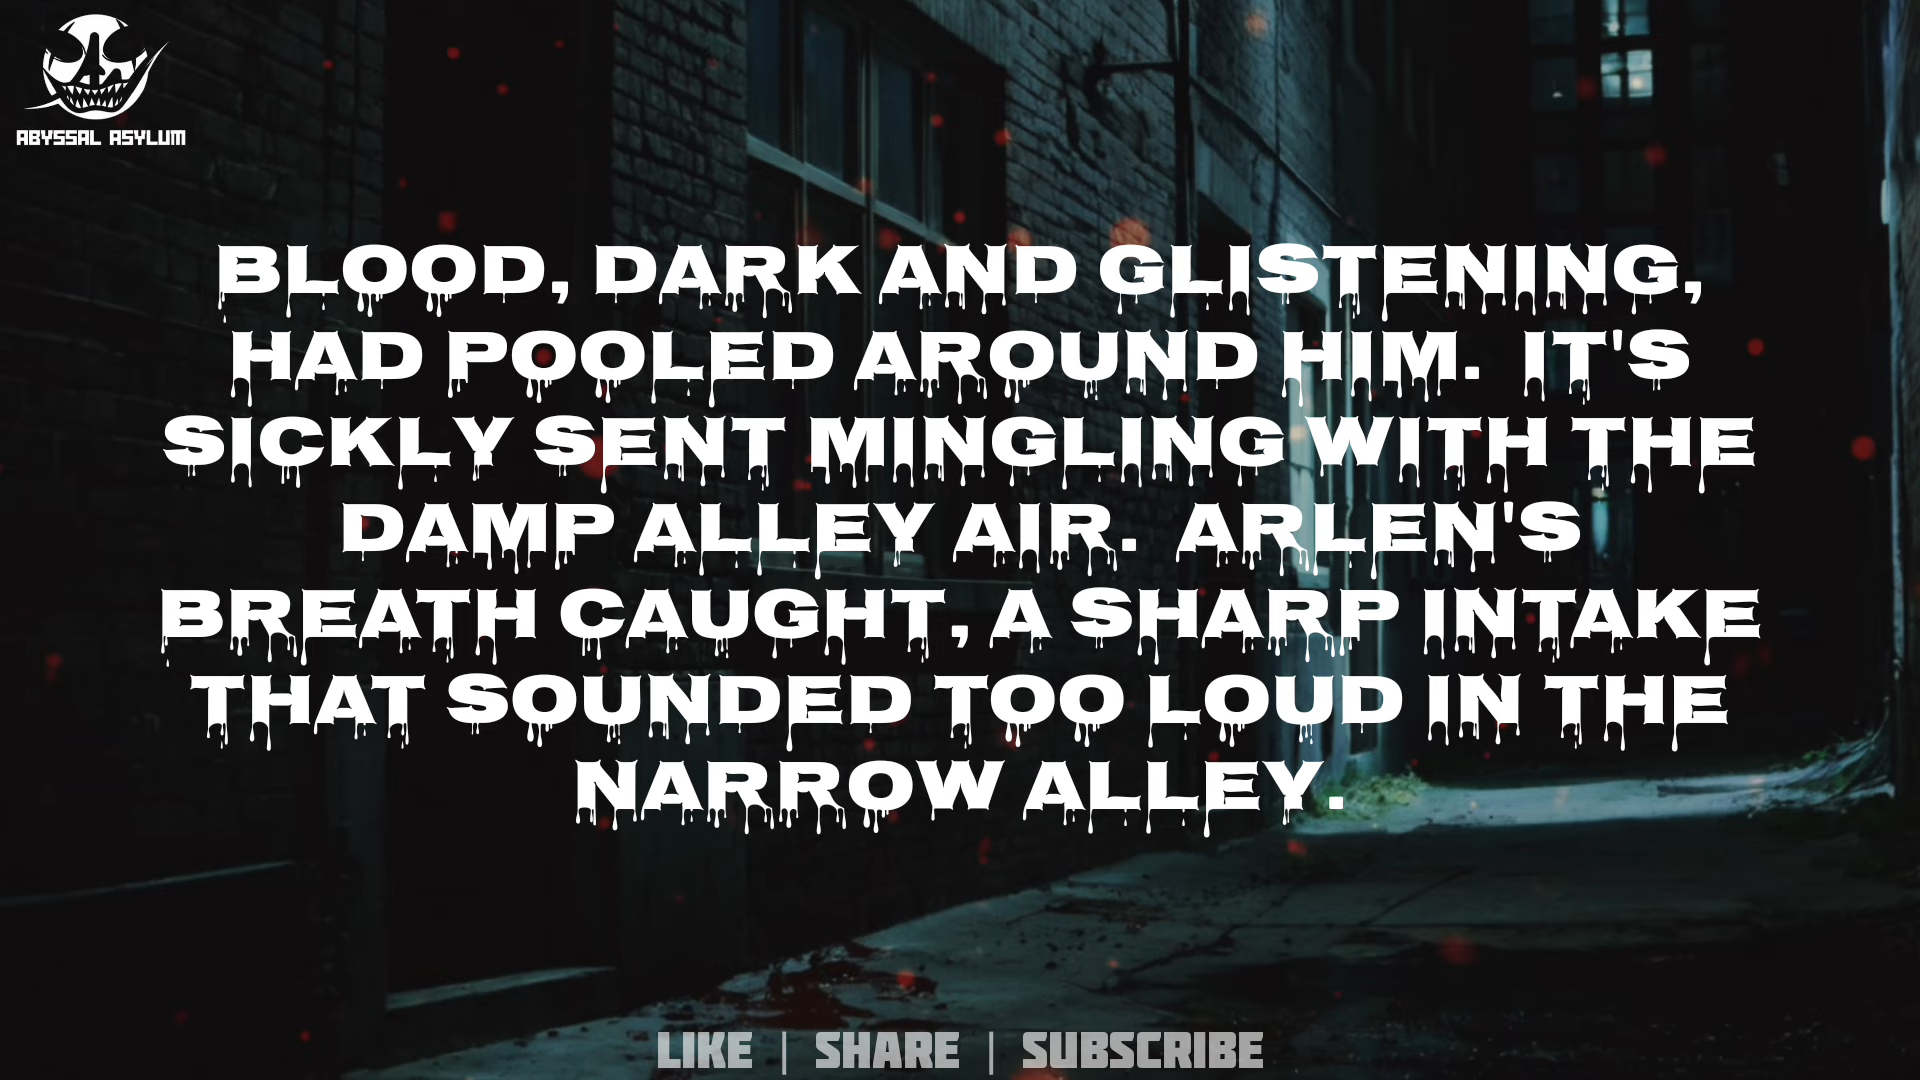 ABYSSAL ASYLUM
BLOOD, DARK AND GLISTENING,
HAD POOLED AROUND HIM. IT'S
SICKLY SENT MINGLING WITH THE
DAMP ALLEY AIR. ARLEN'S
BREATH CAUGHT, A SHARP INTAKE
THAT SOUNDED TOO LOUD IN THE
NARROW ALLEY.
LIKE | SHARE | SUBSCRIBE